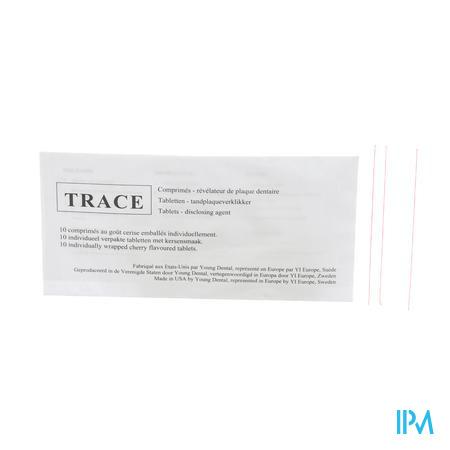 TRACE
Comprimés - révélateur de plaque dentaire
Tabletten - tandplaqueverklikker
Tablets - disclosing agent
10 comprimés au goût cerise emballés individuellement.
10 individueel verpakte tabletten met kersensmaak.
10 individually wrapped cherry flavoured tablets.
Fabriqué aux Etats-Unis par Young Dental, représenté en Europe par YI Europe, Suède
Geproduceerd in de Verenigde Staten door Young Dental, vertegenwoordigd in Europa door YI Europe, Zweden
Made in USA by Young Dental, represented in Europe by YI Europe, Sweden
IPM